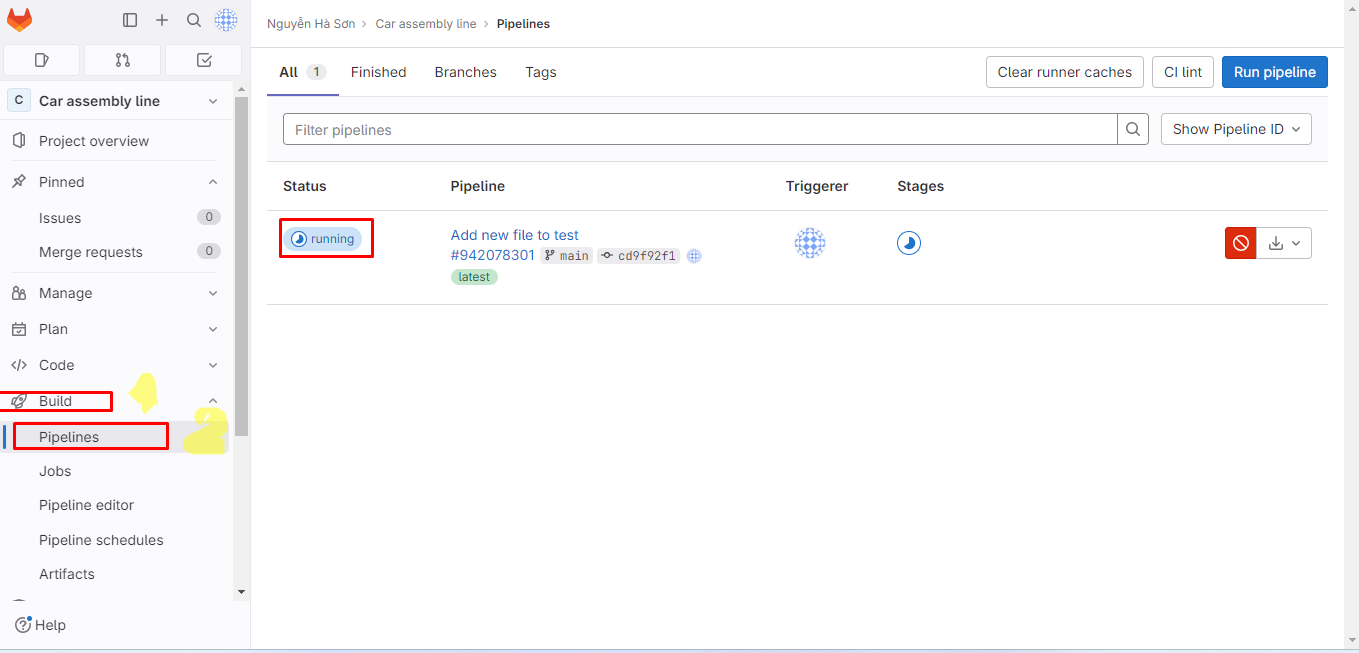 Nguyễn Hà Sơn › Car assembly line › Pipelines
All 1 Finished Branches Tags
Clear runner caches CI lint Run pipeline
C Car assembly line
Project overview
Pinned
Issues 0
Merge requests 0
Manage
Plan
Code
Build 1
Pipelines 2
Jobs
Pipeline editor
Pipeline schedules
Artifacts
Help
Filter pipelines
Show Pipeline ID
Status Pipeline Triggerer Stages
running
Add new file to test
#942078301 main cd9f92f1
latest